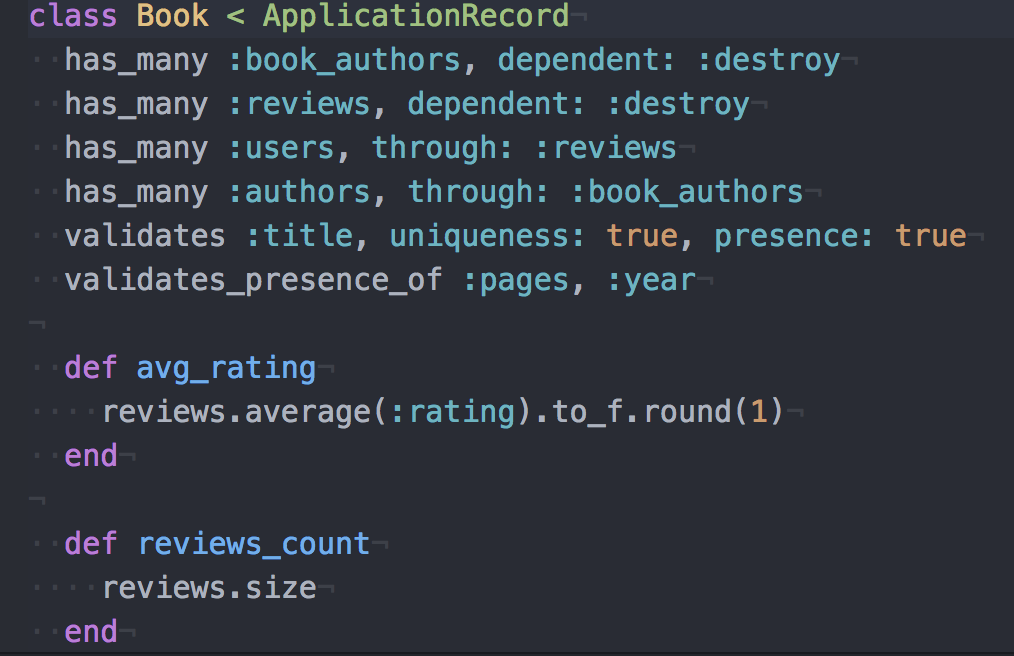 class Book < ApplicationRecord
  has_many :book_authors, dependent: :destroy
  has_many :reviews, dependent: :destroy
  has_many :users, through: :reviews
  has_many :authors, through: :book_authors
  validates :title, uniqueness: true, presence: true
  validates_presence_of :pages, :year

  def avg_rating
    reviews.average(:rating).to_f.round(1)
  end

  def reviews_count
    reviews.size
  end